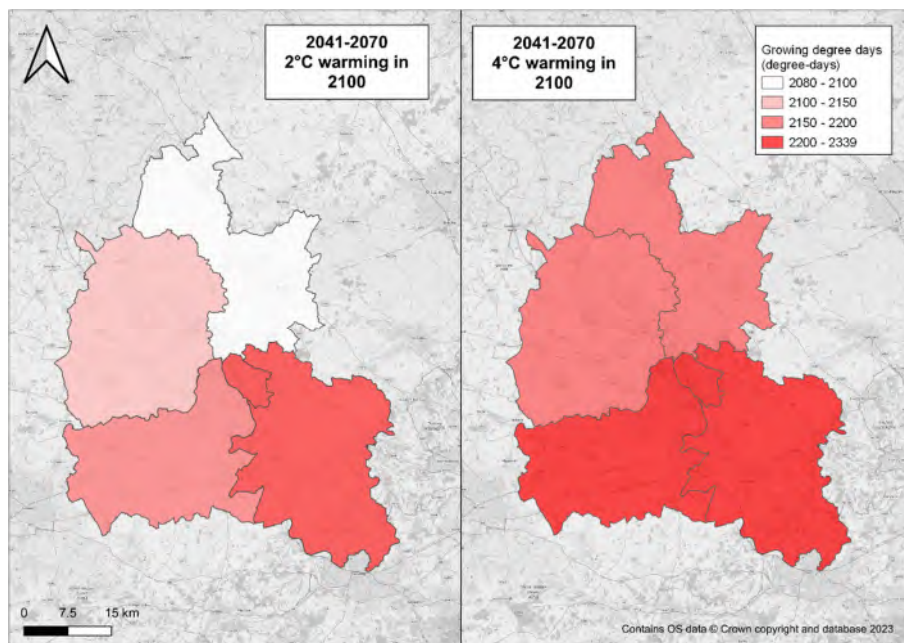 2041-2070
2°C warming in
2100
2041-2070
4°C warming in
2100
Growing degree days
(degree-days)
2080 - 2100
2100 - 2150
2150 - 2200
2200 - 2339
0 7.5 15 km
Contains OS data © Crown copyright and database 2023